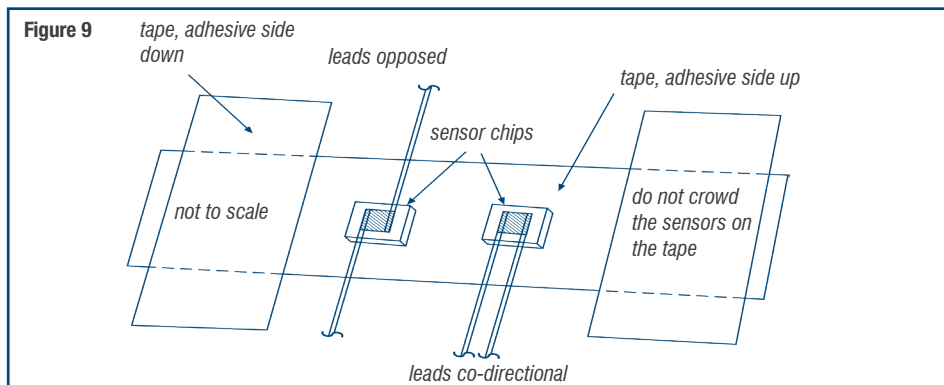 Figure 9
tape, adhesive side
down
leads opposed
tape, adhesive side up
sensor chips
not to scale
do not crowd
the sensors on
the tape
leads co-directional